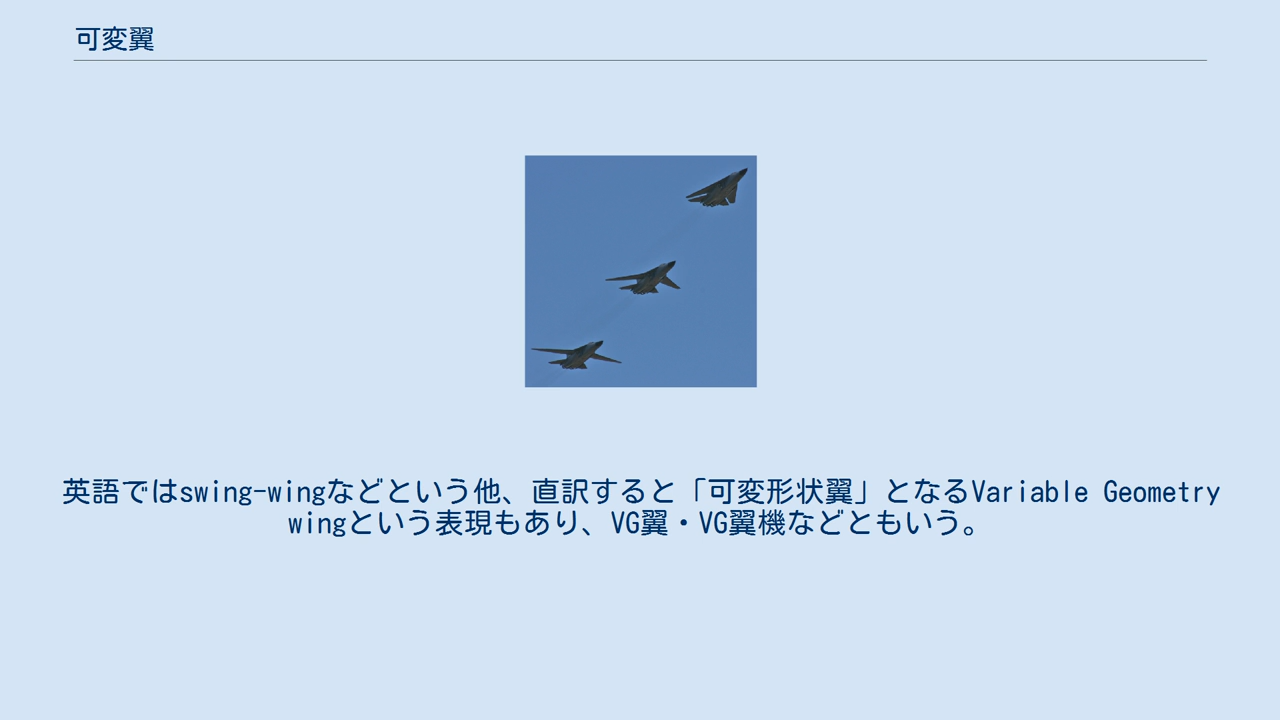 可変翼
英語ではswing-wingなどという他、直訳すると「可変形状翼」となるVariable Geometry
wingという表現もあり、VG翼・VG翼機などともいう。